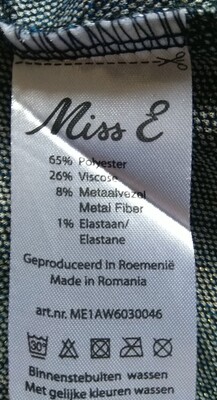 Miss E
65% Polyester
26% Viscose
8% Metaalvezel
Metal Fiber
1% Elastaan/
Elastane
Geproduceerd in Roemenië
Made in Romania
art.nr. ME1AW6030046
30°
Binnenstebuiten wassen
Met gelijke kleuren wassen